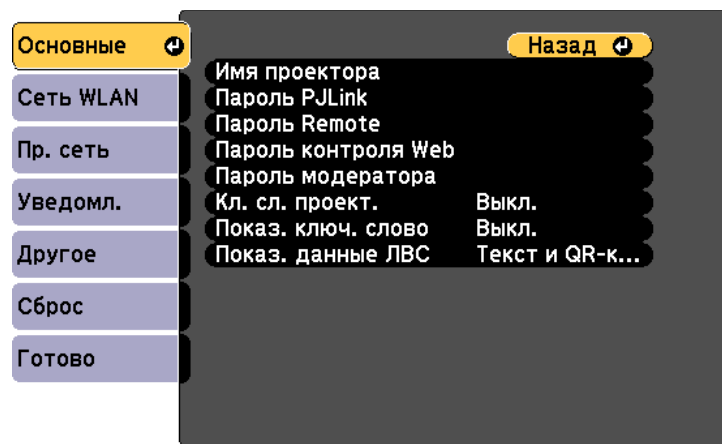 Основные
Сеть WLAN
Пр. сеть
Уведомл.
Другое
Сброс
Готово
Назад
Имя проектора
Пароль PJLink
Пароль Remote
Пароль контроля Web
Пароль модератора
Кл. сл. проект. Выкл.
Показ. ключ. слово Выкл.
Показ. данные ЛВС Текст и QR-к...